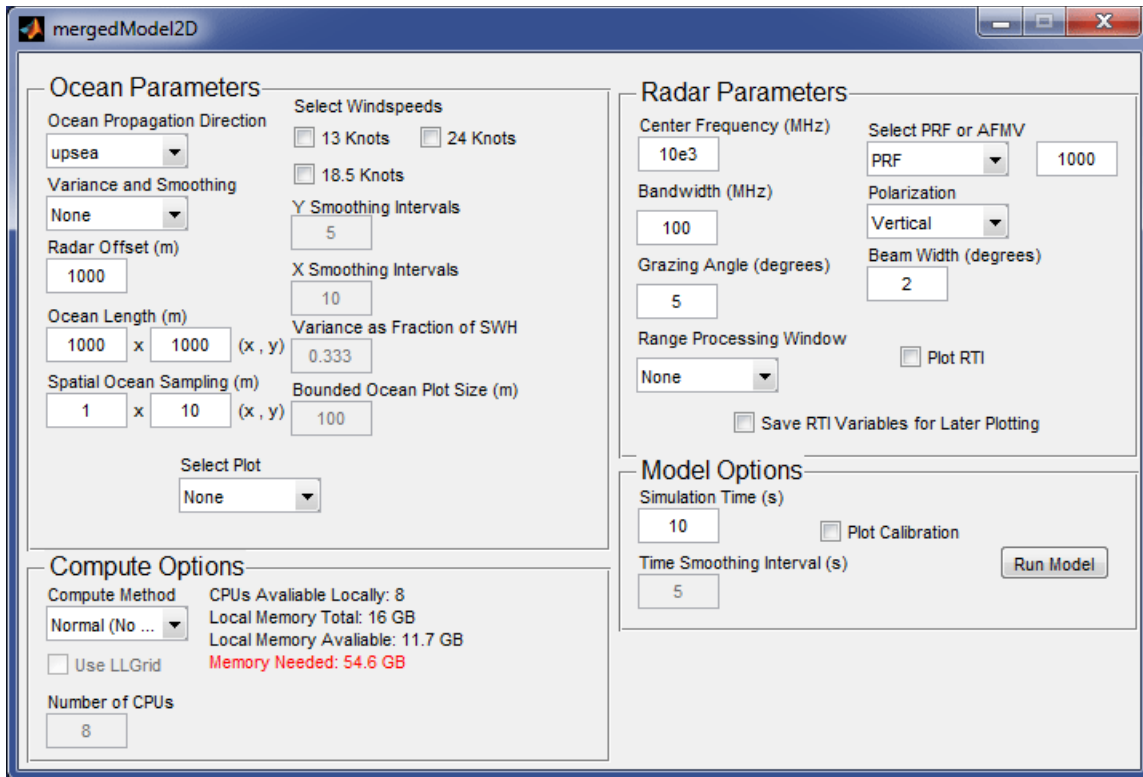 mergedModel2D
Ocean Parameters
Ocean Propagation Direction
upsea
Variance and Smoothing
None
Radar Offset (m)
1000
Ocean Length (m)
1000 x 1000 (x , y)
Spatial Ocean Sampling (m)
1 x 10 (x , y)
Select Windspeeds
13 Knots 24 Knots
18.5 Knots
Y Smoothing Intervals
5
X Smoothing Intervals
10
Variance as Fraction of SWH
0.333
Bounded Ocean Plot Size (m)
100
Select Plot
None
Compute Options
Compute Method
Normal (No ...
Use LLGrid
Number of CPUs
8
CPUs Avaliable Locally: 8
Local Memory Total: 16 GB
Local Memory Avaliable: 11.7 GB
Memory Needed: 54.6 GB
Radar Parameters
Center Frequency (MHz)
10e3
Bandwidth (MHz)
100
Grazing Angle (degrees)
5
Range Processing Window
None
Select PRF or AFMV
PRF 1000
Polarization
Vertical
Beam Width (degrees)
2
Plot RTI
Save RTI Variables for Later Plotting
Model Options
Simulation Time (s)
10
Plot Calibration
Time Smoothing Interval (s)
5
Run Model